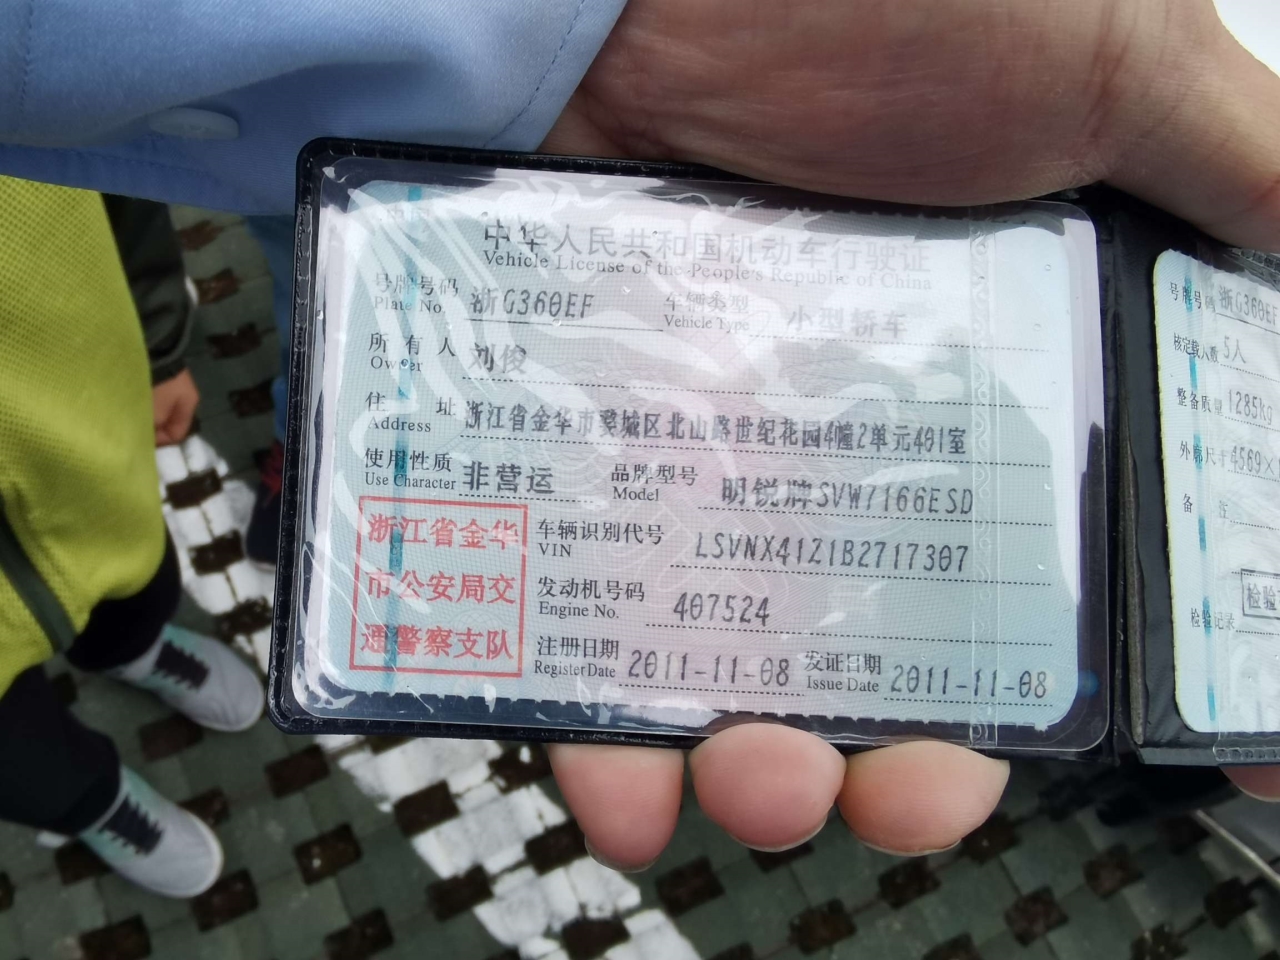 中华人民共和国机动车行驶证
Vehicle License of the People's Republic of China
号牌号码 浙G360EF 车辆类型 小型轿车
Plate No. Vehicle Type
所有人 刘俊
Owner
住址 浙江省金华市婺城区北山路世纪花园4幢2单元401室
Address
使用性质 非营运 品牌型号 明锐牌SVW7166ESD
Use Character Model
浙江省金华
市公安局交
通警察支队
车辆识别代号 LSVNX41Z1B2717307
VIN
发动机号码 407524
Engine No.
注册日期 2011-11-08 发证日期 2011-11-08
Register Date Issue Date
号牌号码 浙G360EF
核定载人数 5人
整备质量 1285kg
外廓尺寸 4569×
备注
检验
检验记录